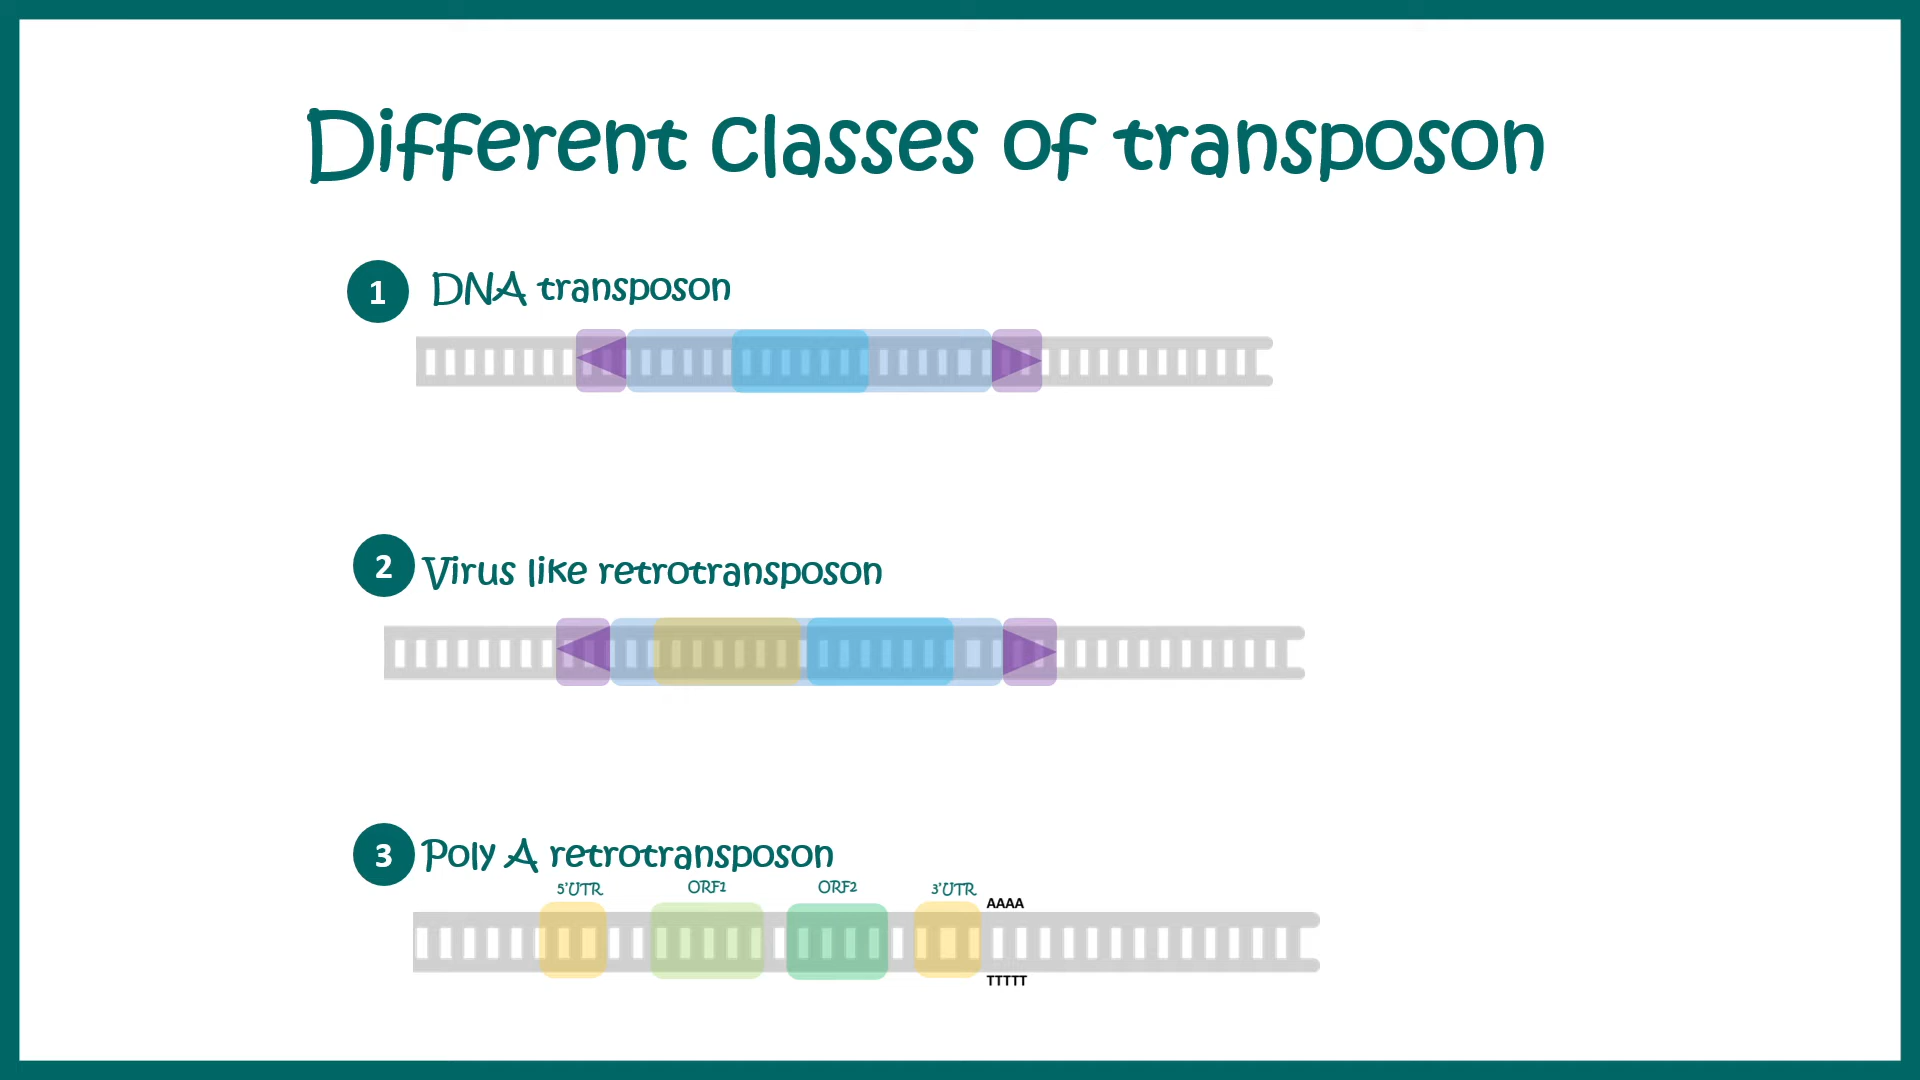 Different classes of transposon
1 DNA transposon
2 Virus like retrotransposon
3 Poly A retrotransposon
5'UTR ORF1 ORF2 3'UTR
AAAA
TTTTT